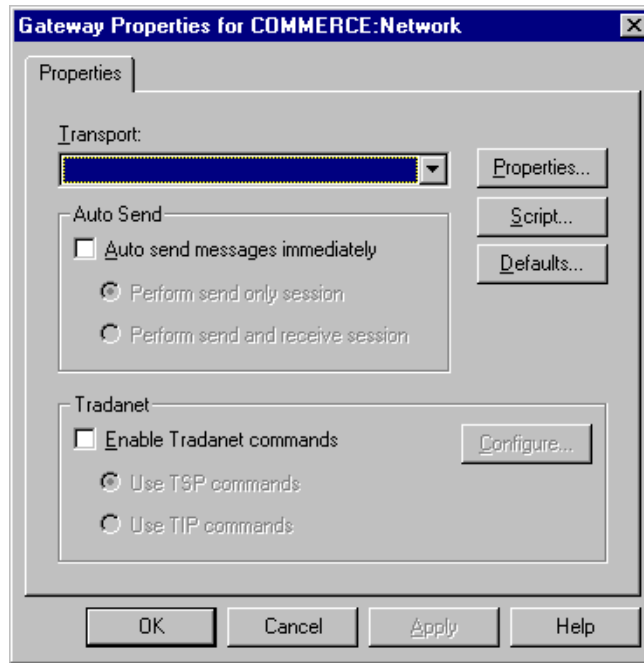 Gateway Properties for COMMERCE:Network
Properties
Transport:
Properties...
Auto Send
Script...
Auto send messages immediately
Defaults...
Perform send only session
Perform send and receive session
Tradanet
Enable Tradanet commands
Configure...
Use TSP commands
Use TIP commands
OK Cancel Apply Help